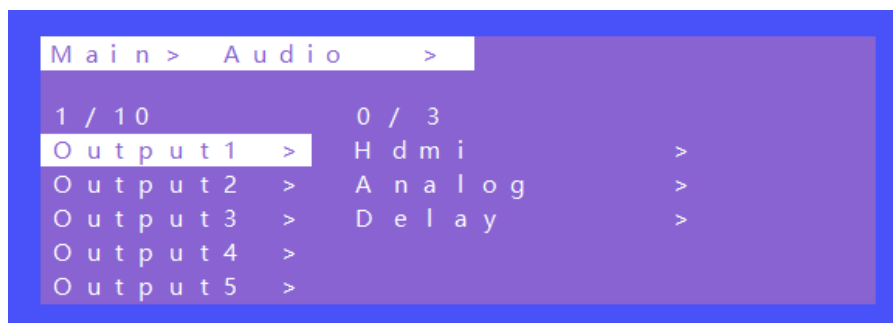 Main> Audio >
1/10 0/ 3
Output1 > Hdmi >
Output2 > Analog >
Output3 > Delay >
Output4 >
Output5 >